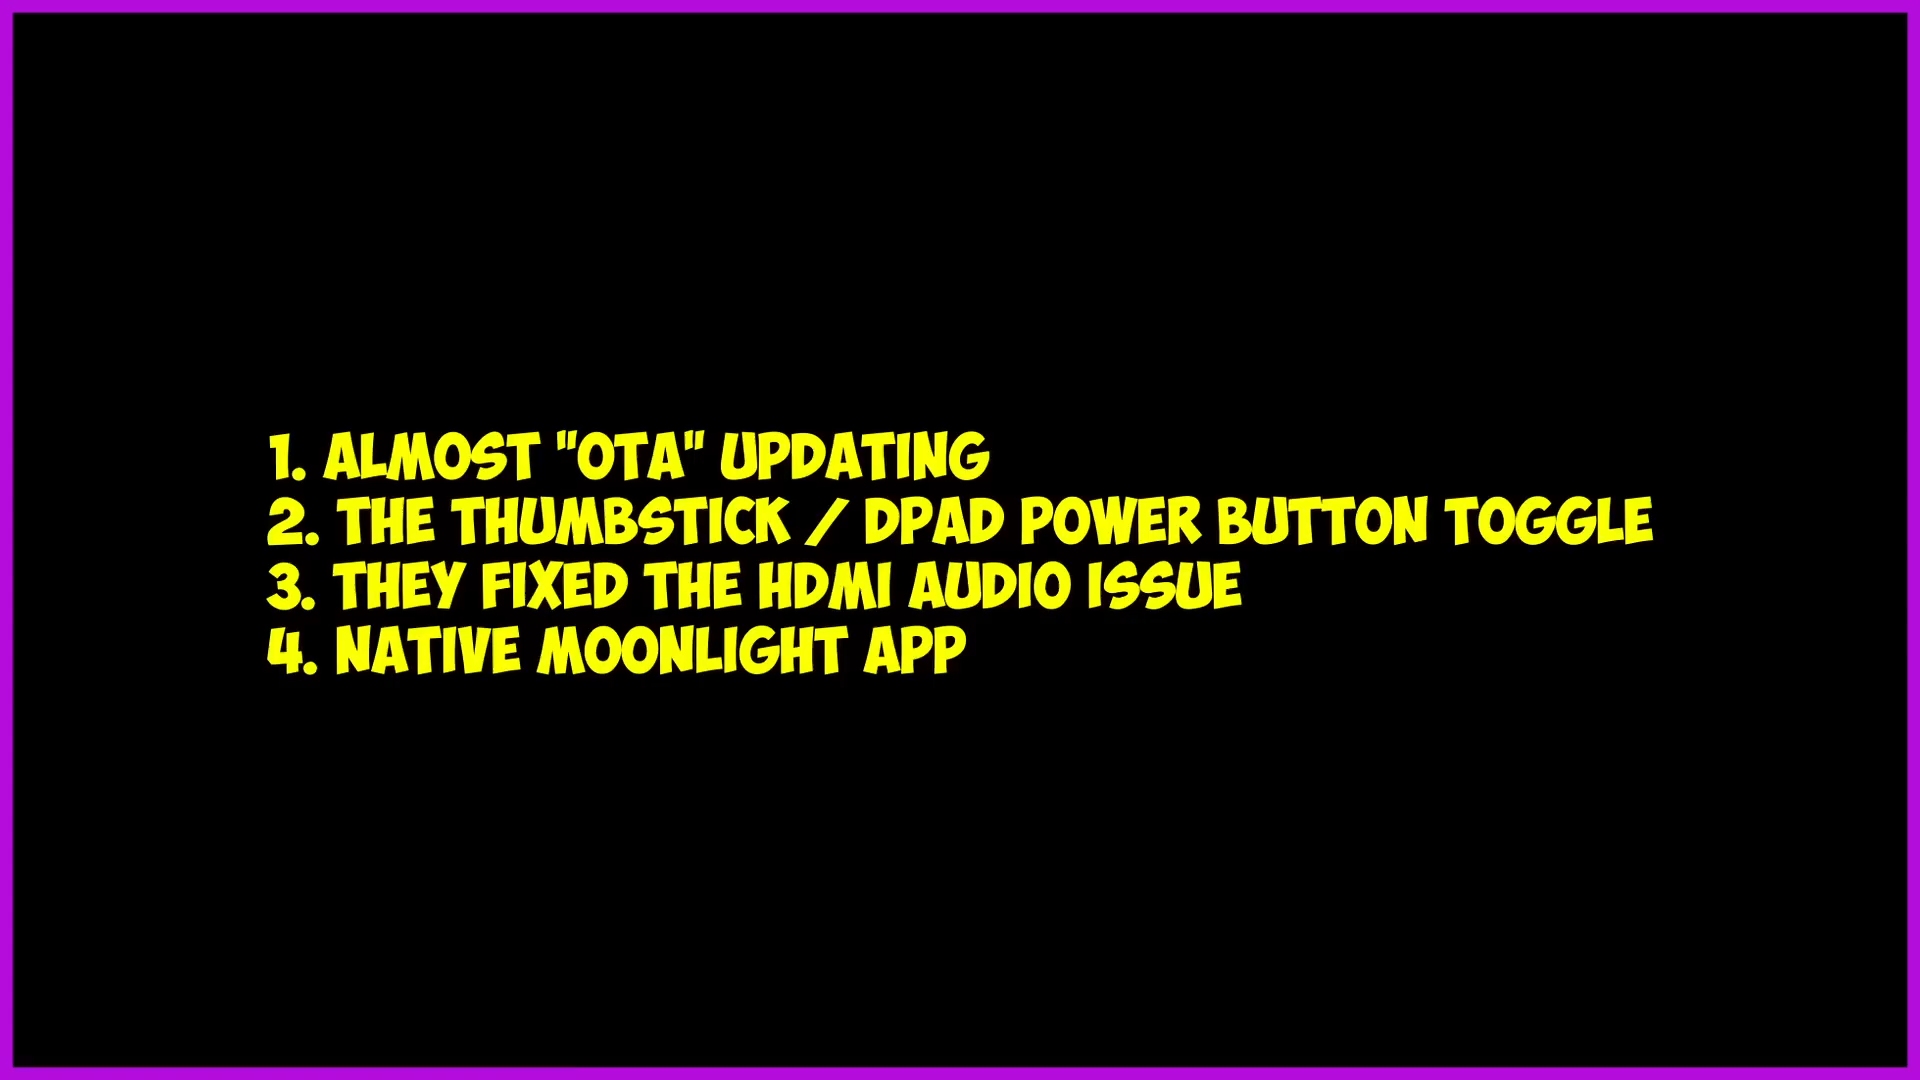 1. ALMOST "OTA" UPDATING
2. THE THUMBSTICK / DPAD POWER BUTTON TOGGLE
3. THEY FIXED THE HDMI AUDIO ISSUE
4. NATIVE MOONLIGHT APP